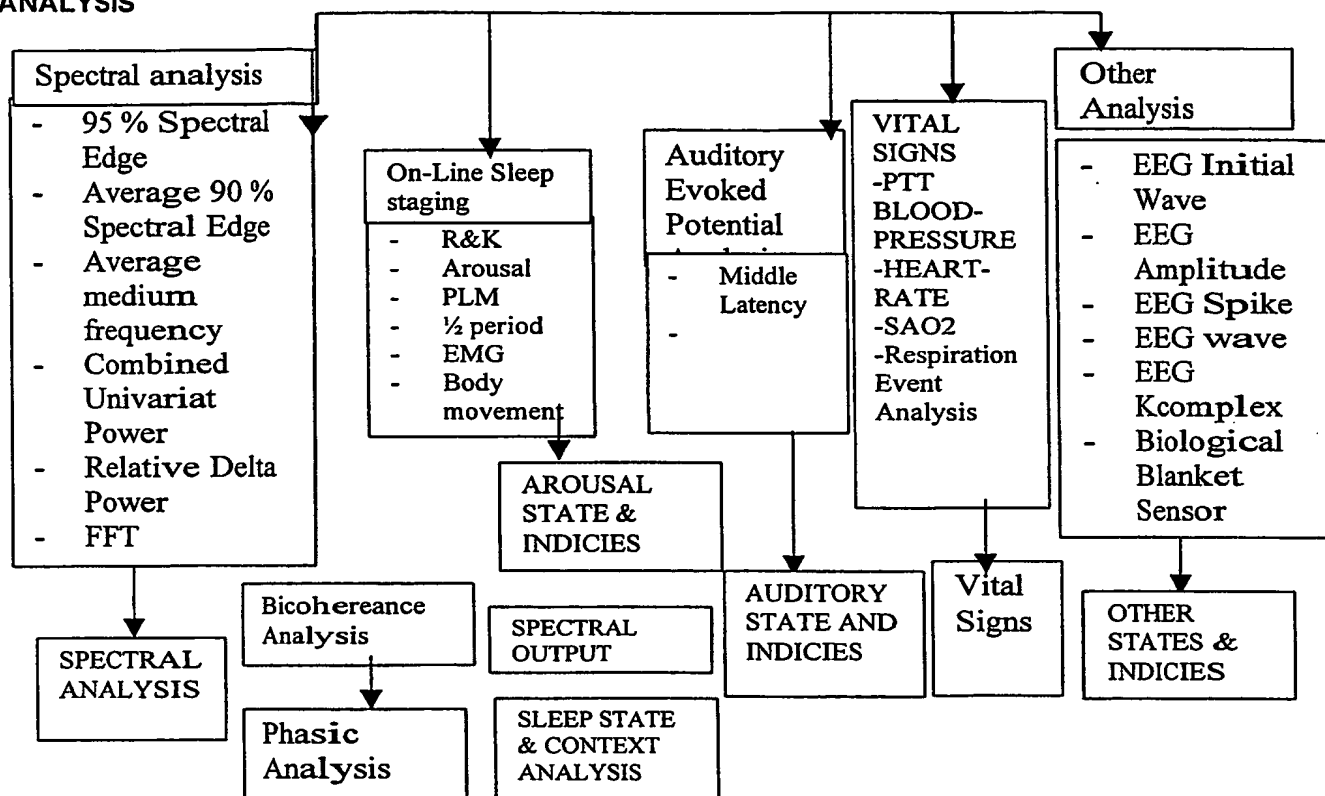 ANALYSIS
Spectral analysis
- 95 % Spectral
Edge
- Average 90 %
Spectral Edge
- Average
medium
frequency
- Combined
Univariat
Power
- Relative Delta
Power
- FFT
SPECTRAL
ANALYSIS
Bicohereance
Analysis
Phasic
Analysis
On-Line Sleep
staging
- R&K
- Arousal
- PLM
- ½ period
- EMG
- Body
movement
AROUSAL
STATE &
INDICIES
SPECTRAL
OUTPUT
SLEEP STATE
& CONTEXT
ANALYSIS
Auditory
Evoked
Potential
- Middle
Latency
-
AUDITORY
STATE AND
INDICIES
VITAL
SIGNS
-PTT
BLOOD-
PRESSURE
-HEART-
RATE
-SAO2
-Respiration
Event
Analysis
Vital
Signs
Other
Analysis
- EEG Initial
Wave
- EEG
Amplitude
- EEG Spike
- EEG wave
- EEG
Kcomplex
- Biological
Blanket
Sensor
OTHER
STATES &
INDICIES